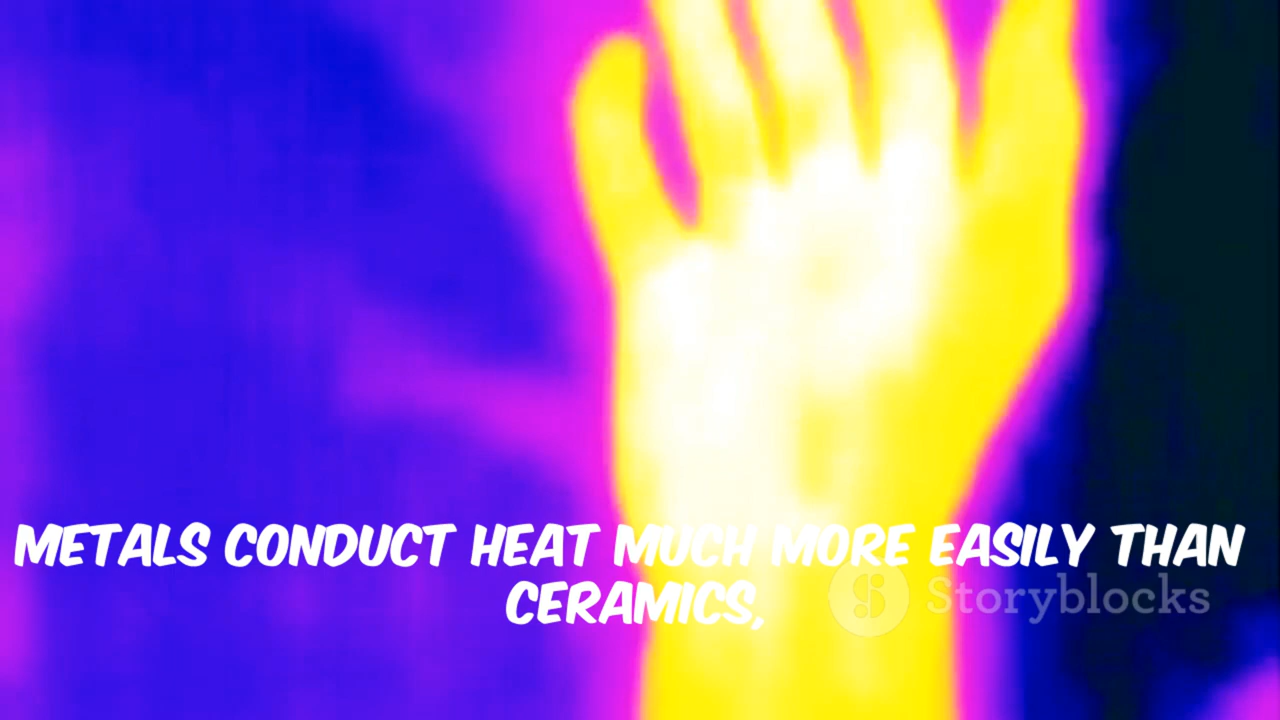 METALS CONDUCT HEAT MUCH MORE EASILY THAN
CERAMICS,
Storyblocks